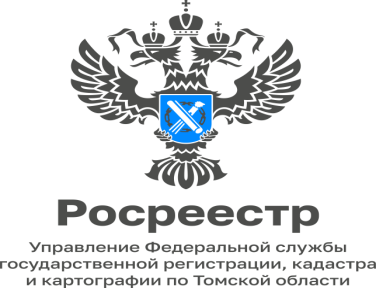 Росреестр
Управление Федеральной службы
государственной регистрации, кадастра
и картографии по Томской области